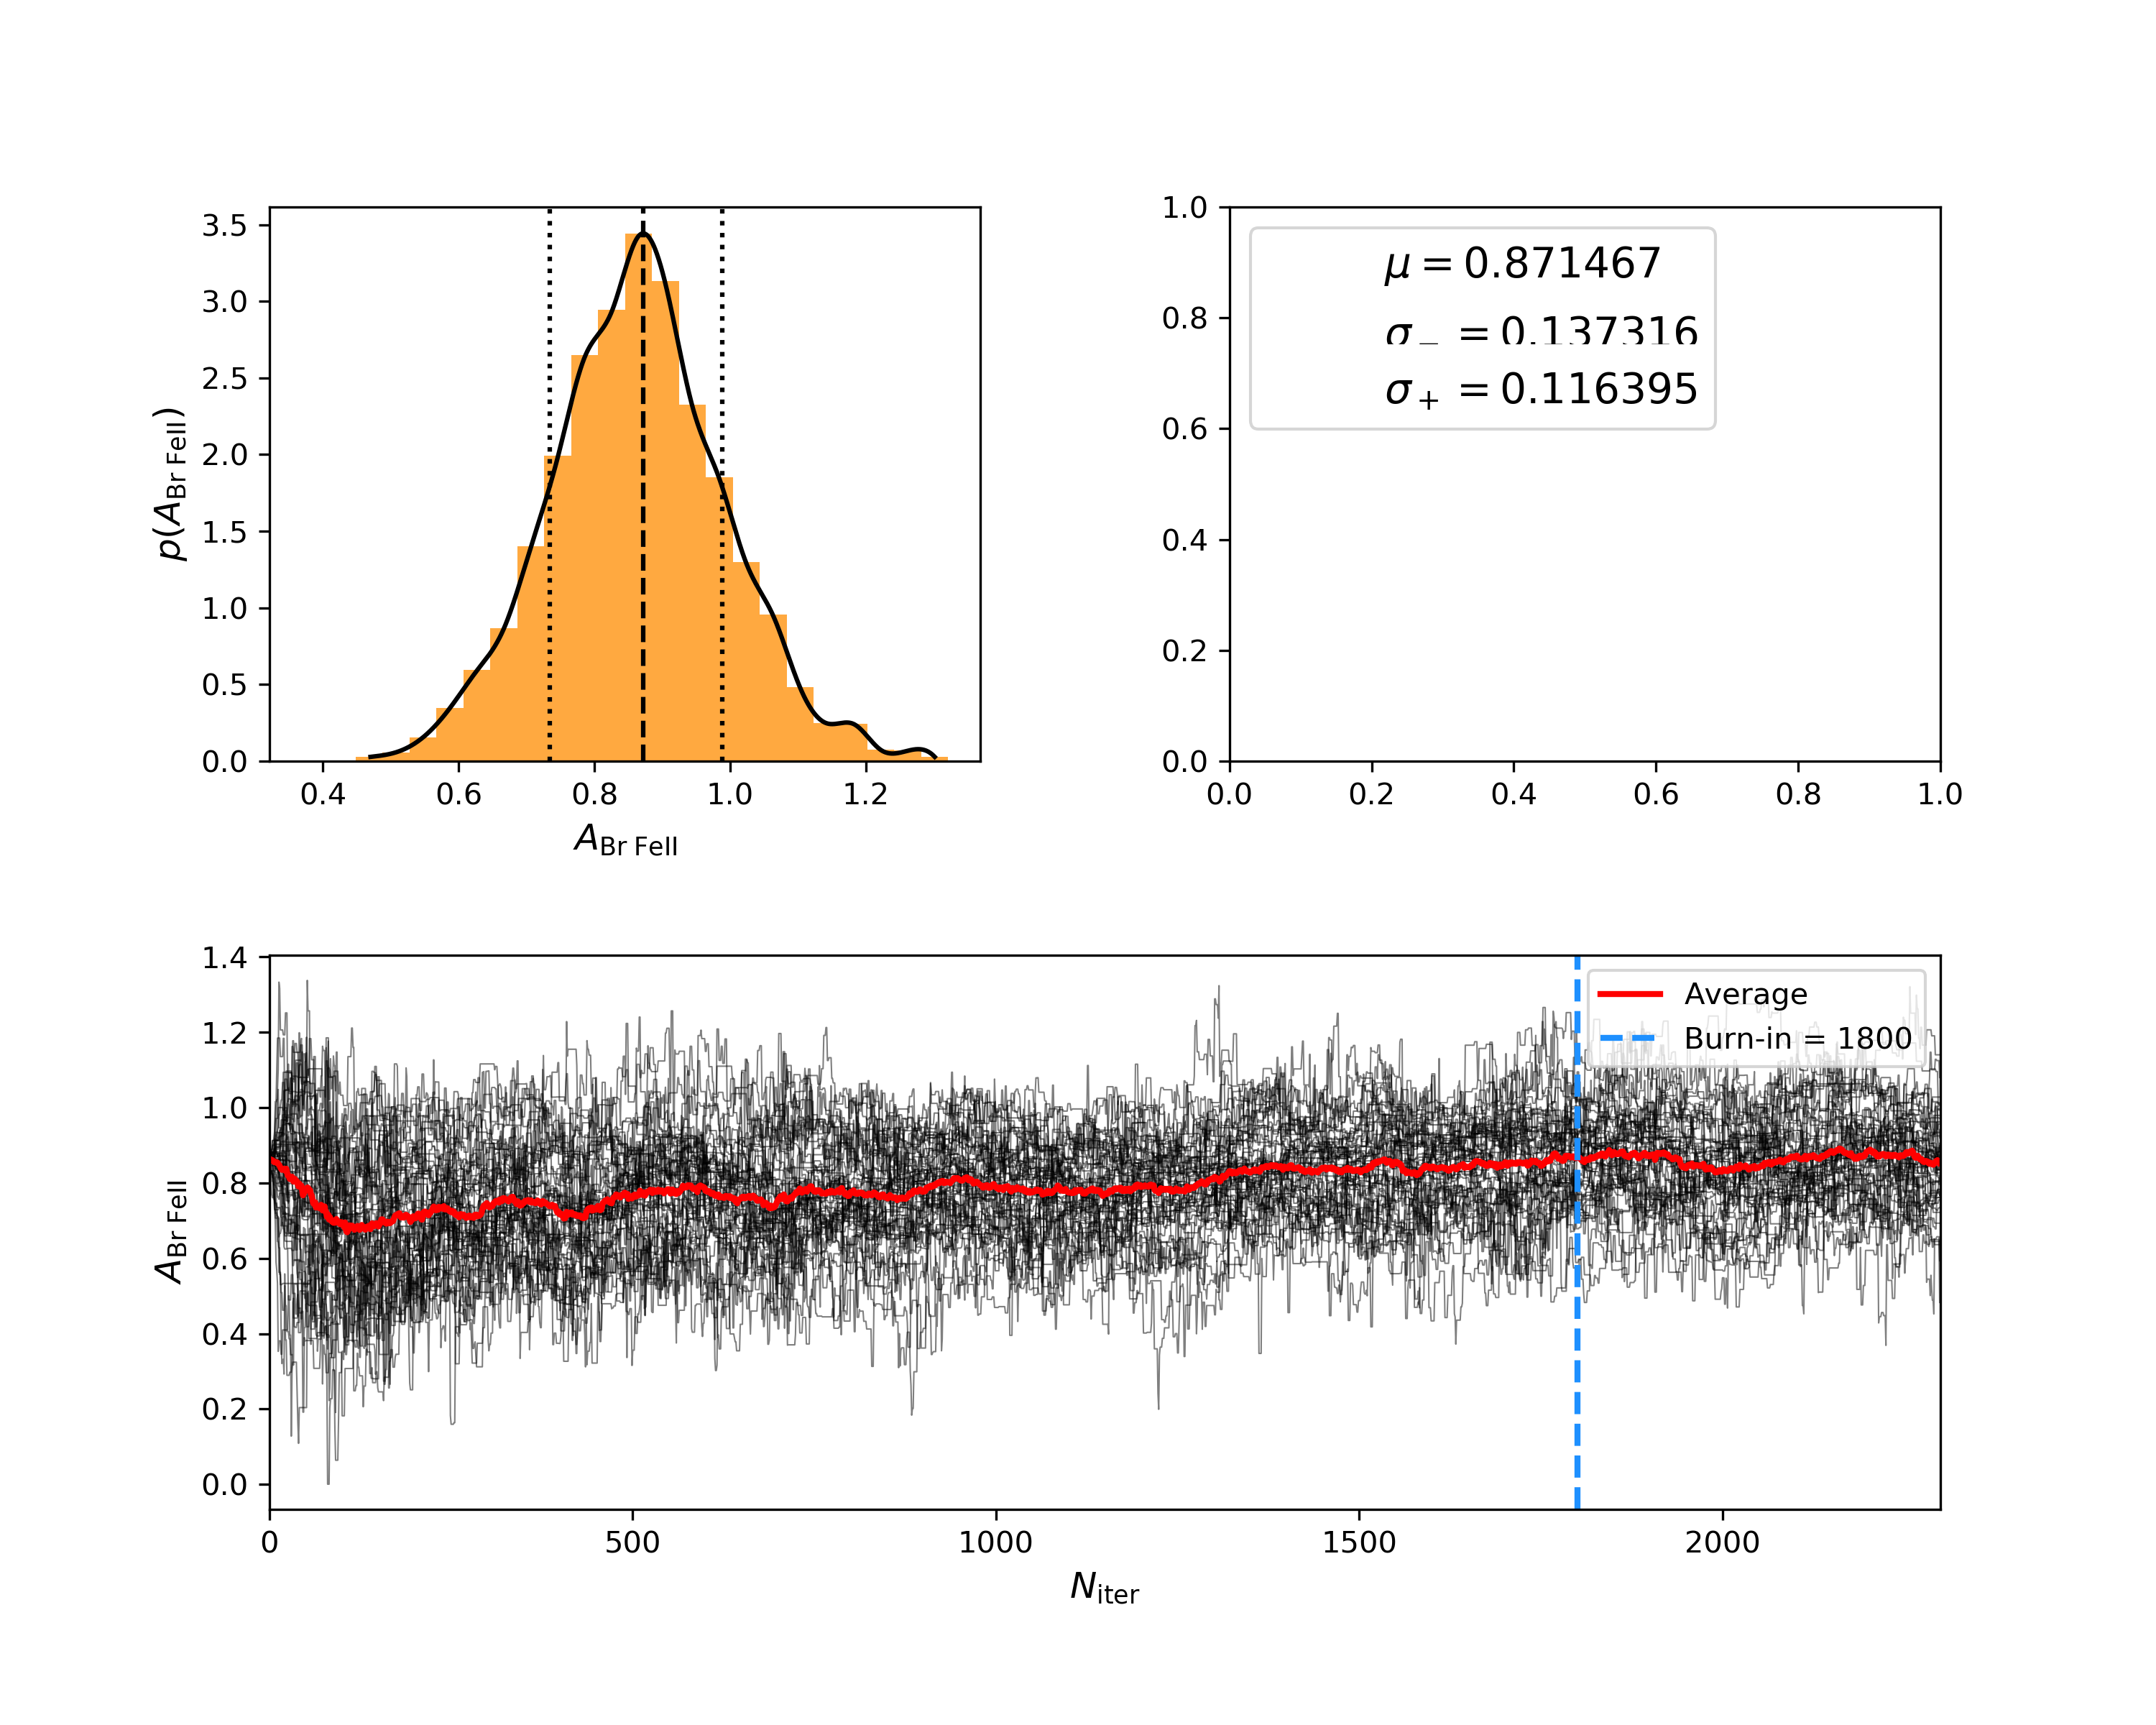 3.5
3.0
2.5
2.0
1.5
1.0
0.5
0.0
p(A_Br FeII)
0.4 0.6 0.8 1.0 1.2
A_Br FeII
1.0
0.8
0.6
0.4
0.2
0.0
μ = 0.871467
σ_− = 0.137316
σ_+ = 0.116395
0.0 0.2 0.4 0.6 0.8 1.0
1.4
1.2
1.0
0.8
0.6
0.4
0.2
0.0
A_Br FeII
Average
Burn-in = 1800
0 500 1000 1500 2000
N_iter